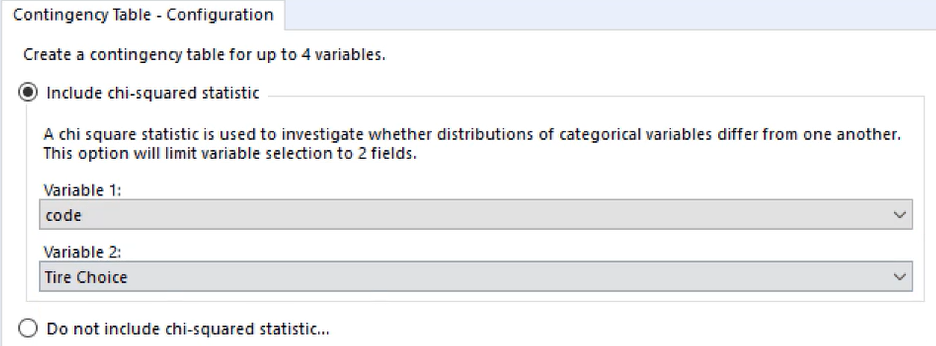 Contingency Table - Configuration
Create a contingency table for up to 4 variables.
Include chi-squared statistic
A chi square statistic is used to investigate whether distributions of categorical variables differ from one another.
This option will limit variable selection to 2 fields.
Variable 1:
code
Variable 2:
Tire Choice
Do not include chi-squared statistic...